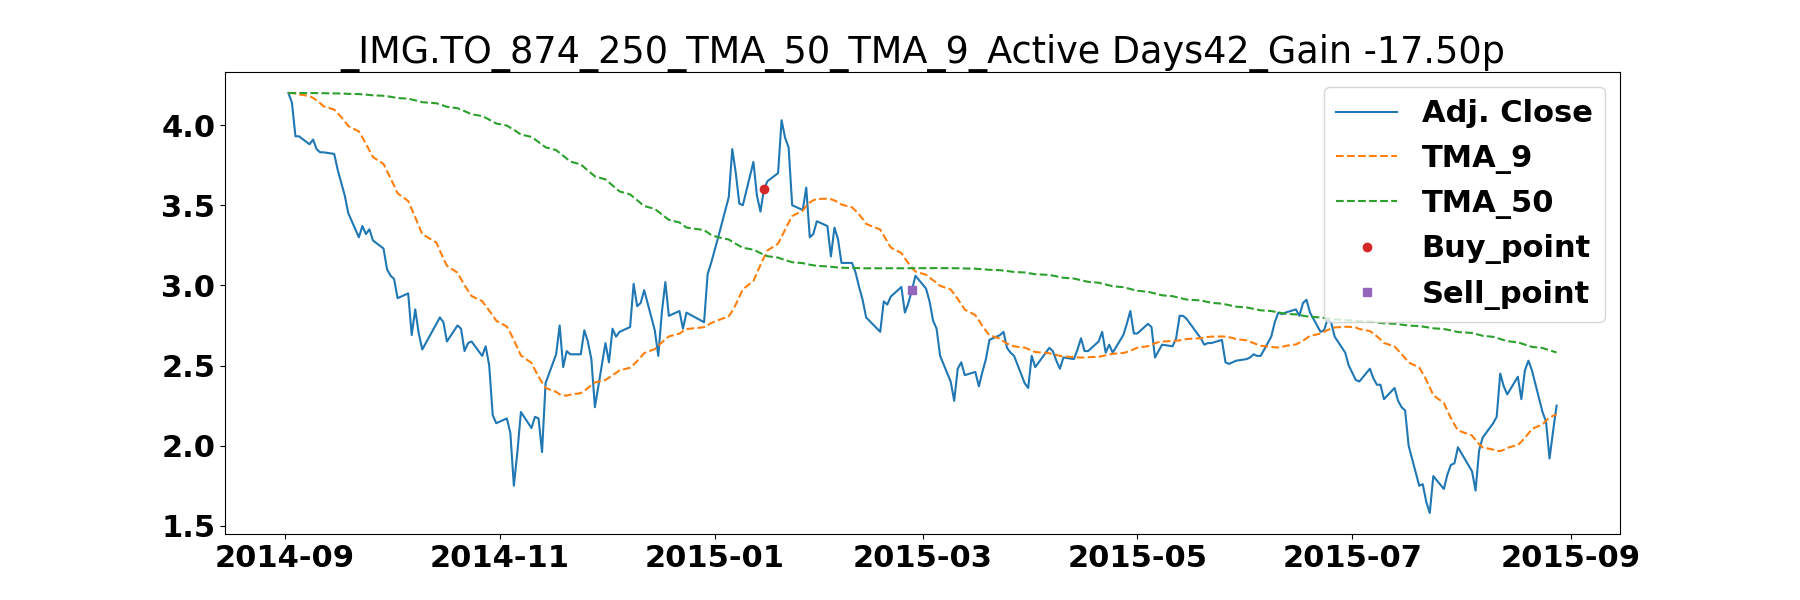 _IMG.TO_874_250_TMA_50_TMA_9_Active Days42_Gain -17.50p
4.0
3.5
3.0
2.5
2.0
1.5
2014-09 2014-11 2015-01 2015-03 2015-05 2015-07 2015-09
Adj. Close
TMA_9
TMA_50
Buy_point
Sell_point